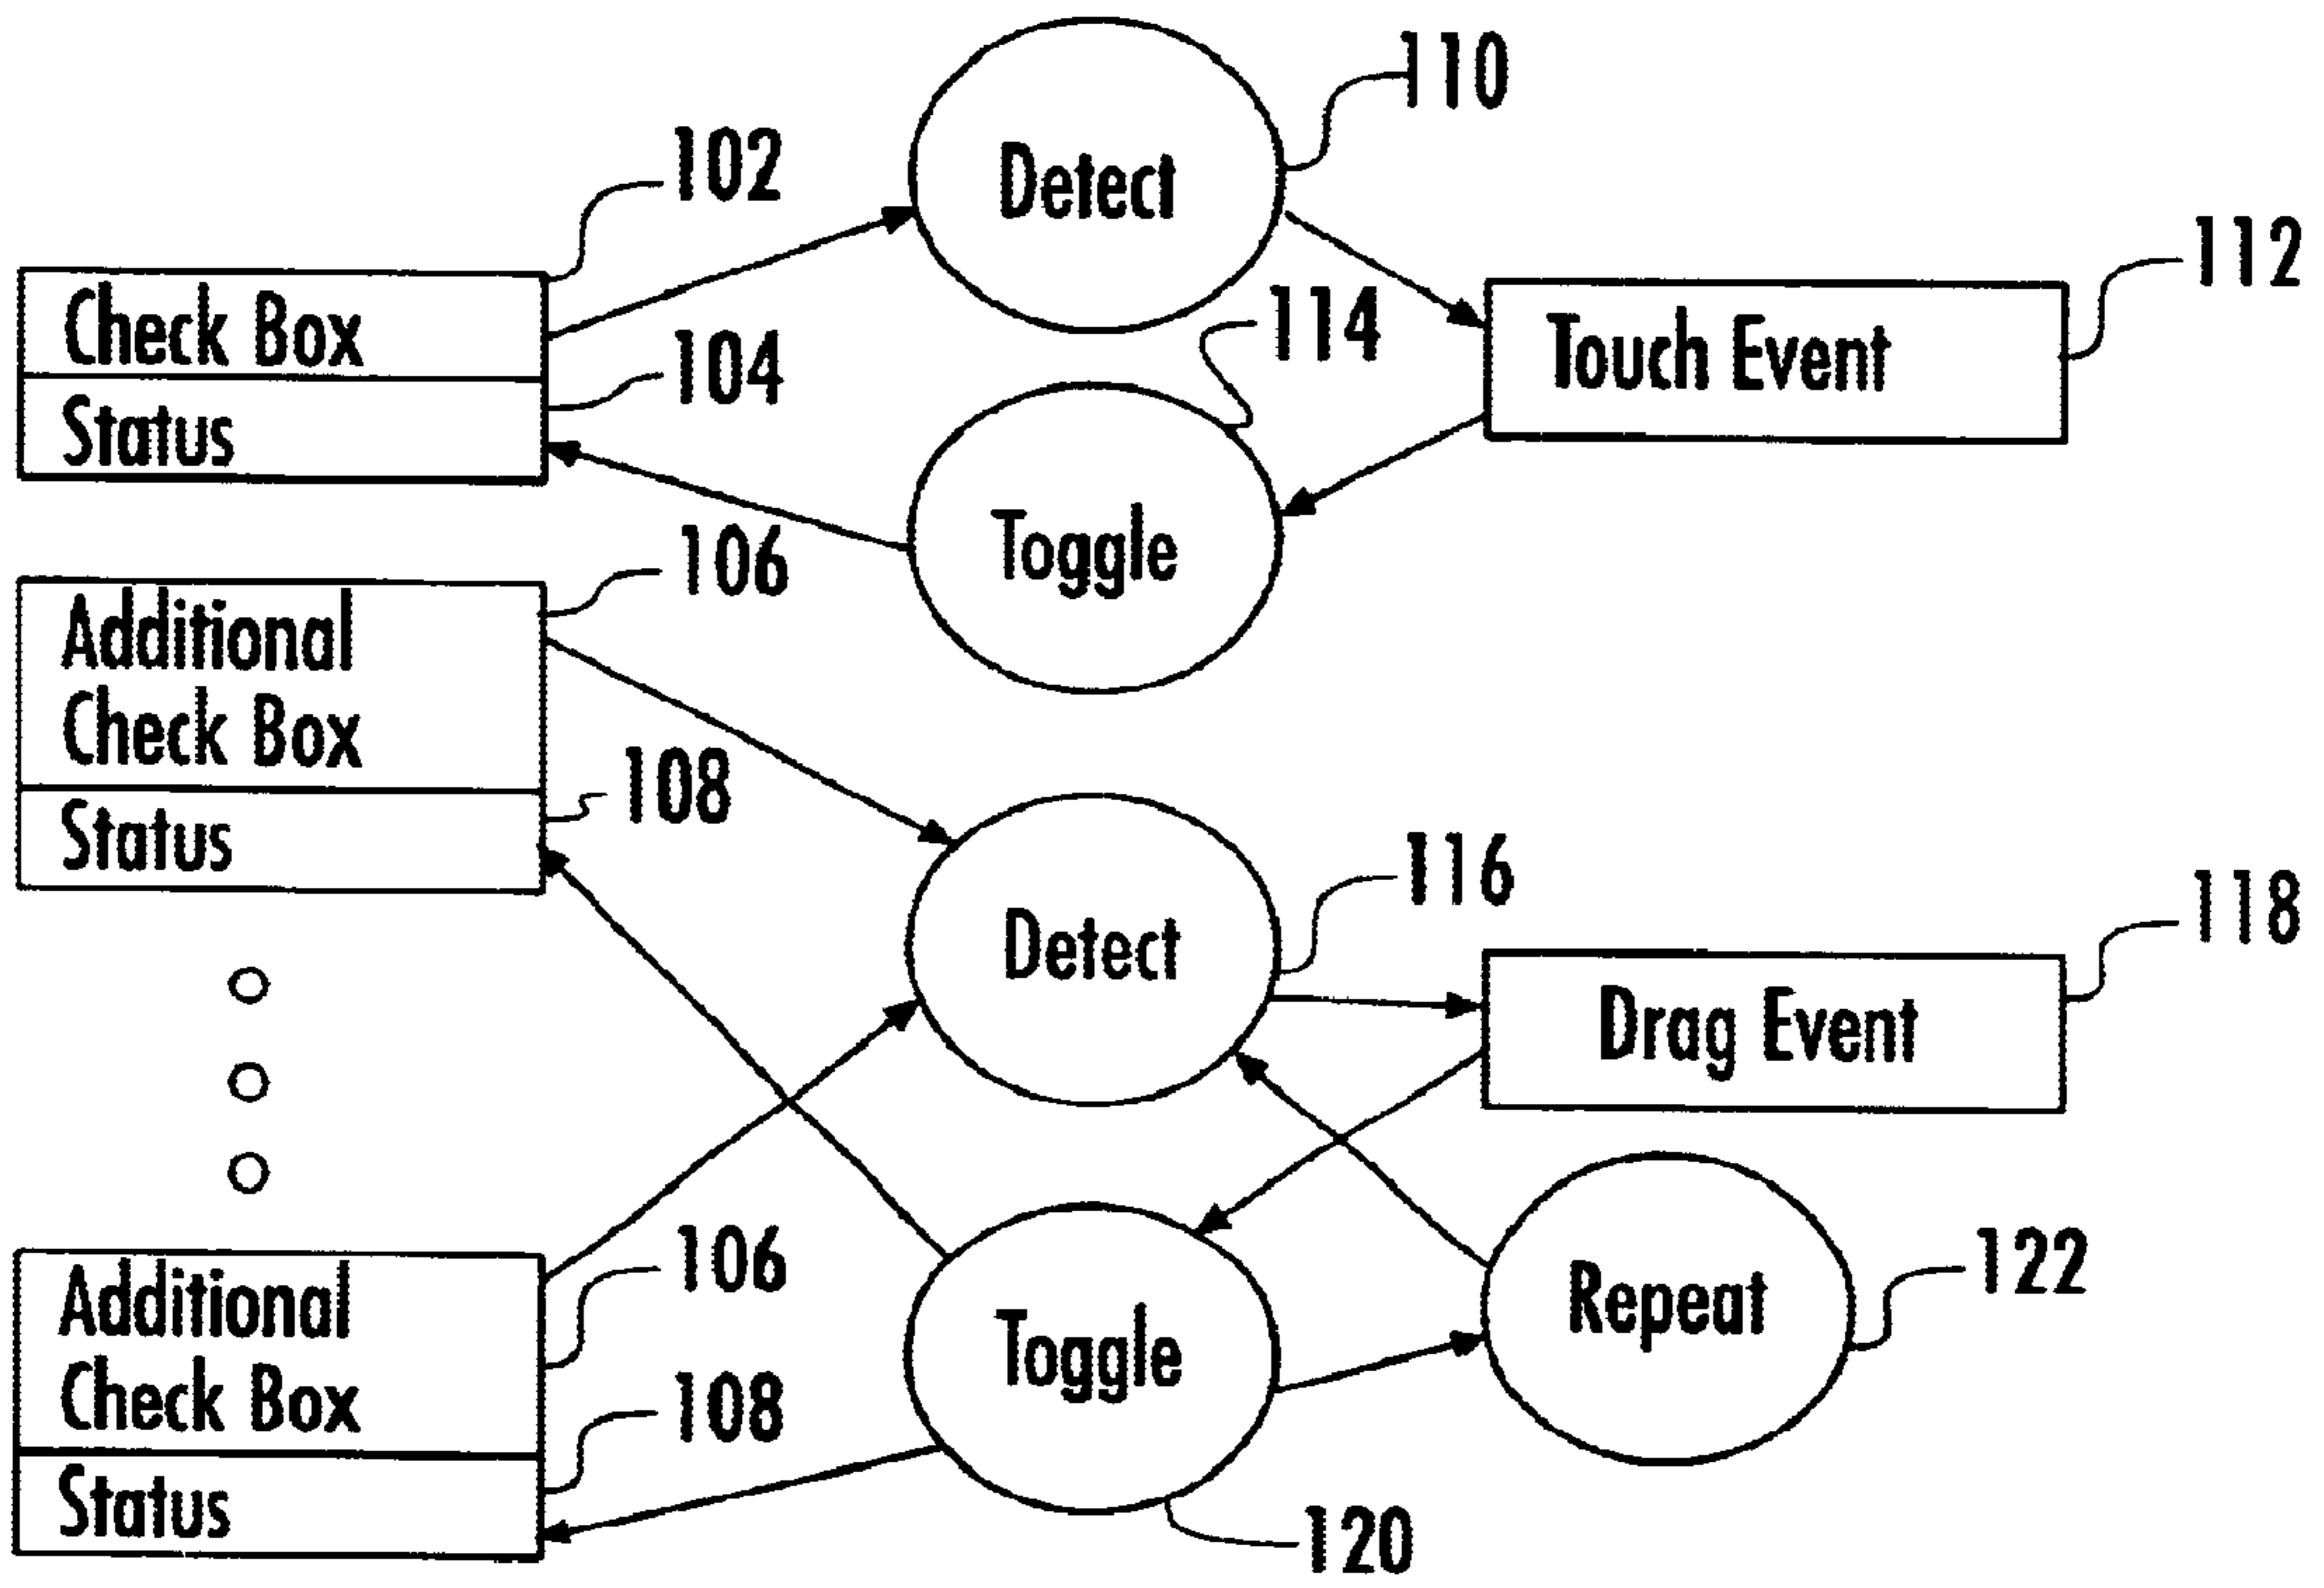 110
Detect
102
112
Check Box
104
114
Touch Event
Status
106
Toggle
Additional
Check Box
108
Status
116
118
Detect
Drag Event
106
122
Additional
Repeat
Check Box
108
Toggle
Status
120